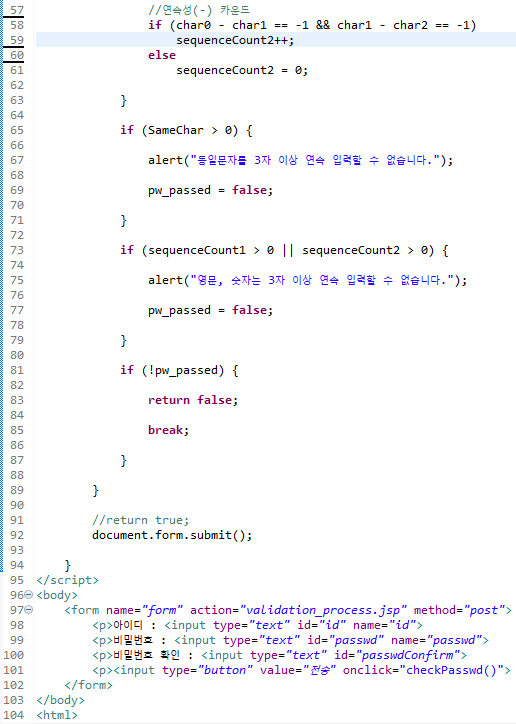 57 //연속성(-) 카운드
58 if (char0 - char1 == -1 && char1 - char2 == -1)
59 sequenceCount2++;
60 else
61 sequenceCount2 = 0;
62
63 }
64
65 if (SameChar > 0) {
66
67 alert("동일문자를 3자 이상 연속 입력할 수 없습니다.");
68
69 pw_passed = false;
70
71 }
72
73 if (sequenceCount1 > 0 || sequenceCount2 > 0) {
74
75 alert("영문, 숫자는 3자 이상 연속 입력할 수 없습니다.");
76
77 pw_passed = false;
78
79 }
80
81 if (!pw_passed) {
82
83 return false;
84
85 break;
86
87 }
88
89 }
90
91 //return true;
92 document.form.submit();
93
94 }
95 </script>
96 <body>
97 <form name="form" action="validation_process.jsp" method="post">
98 <p>아이디 : <input type="text" id="id" name="id">
99 <p>비밀번호 : <input type="text" id="passwd" name="passwd">
100 <p>비밀번호 확인 : <input type="text" id="passwdConfirm">
101 <p><input type="button" value="전송" onclick="checkPasswd()">
102 </form>
103 </body>
104 <html>